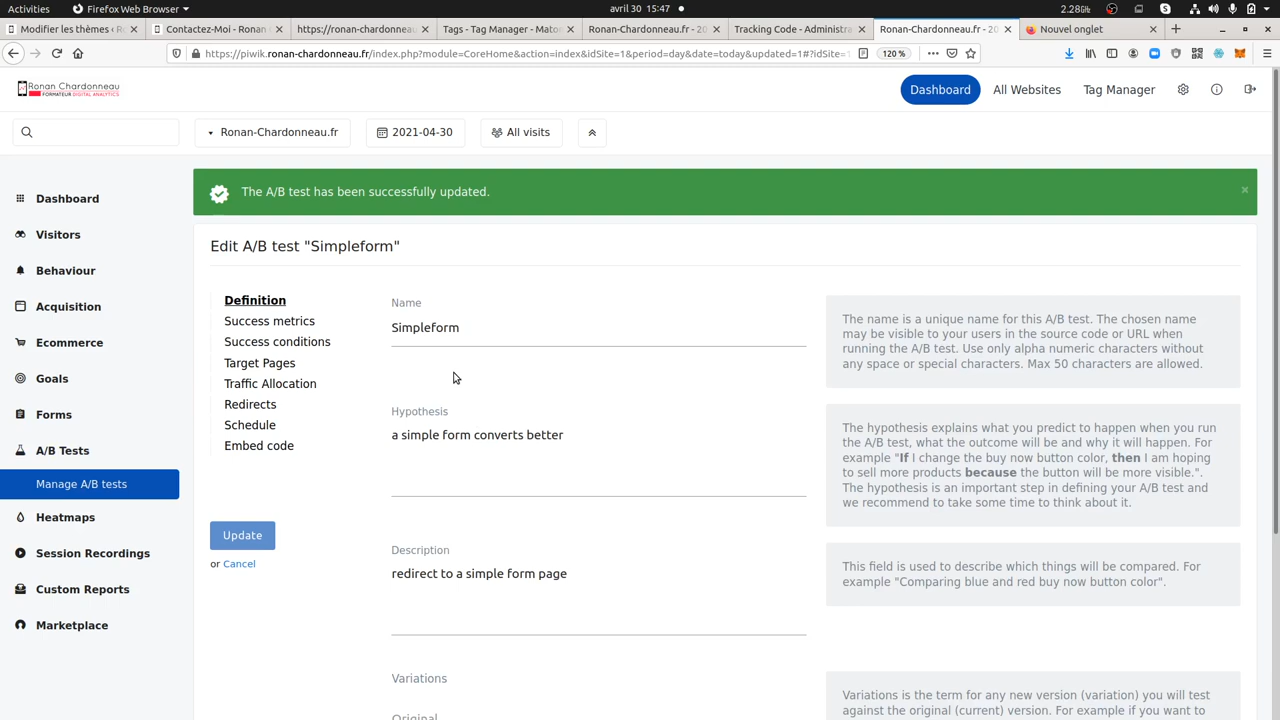 Activities
Firefox Web Browser
avril 30 15:47
2.28
Modifier les thèmes ‹ R
Contactez-Moi - Ronan
https://ronan-chardonneau
Tags - Tag Manager - Mato
Ronan-Chardonneau.fr - 20
Tracking Code - Administra
Ronan-Chardonneau.fr - 20
Nouvel onglet
https://piwik.ronan-chardonneau.fr/index.php?module=CoreHome&action=index&idSite=1&period=day&date=today&updated=1#?idSite=1
120 %
Ronan Chardonneau
FORMATEUR DIGITAL ANALYTICS
Dashboard
All Websites
Tag Manager
Ronan-Chardonneau.fr
2021-04-30
All visits
The A/B test has been successfully updated.
Dashboard
Visitors
Behaviour
Acquisition
Ecommerce
Goals
Forms
A/B Tests
Manage A/B tests
Heatmaps
Session Recordings
Custom Reports
Marketplace
Edit A/B test "Simpleform"
Definition
Success metrics
Success conditions
Target Pages
Traffic Allocation
Redirects
Schedule
Embed code
Update
or Cancel
Name
Simpleform
The name is a unique name for this A/B test. The chosen name
may be visible to your users in the source code or URL when
running the A/B test. Use only alpha numeric characters without
any space or special characters. Max 50 characters are allowed.
Hypothesis
a simple form converts better
The hypothesis explains what you predict to happen when you run
the A/B test, what the outcome will be and why it will happen. For
example "If I change the buy now button color, then I am hoping
to sell more products because the button will be more visible.".
The hypothesis is an important step in defining your A/B test and
we recommend to take some time to think about it.
Description
redirect to a simple form page
This field is used to describe which things will be compared. For
example "Comparing blue and red buy now button color".
Variations
Original
Variations is the term for any new version (variation) you will test
against the original (current) version. For example if you want to